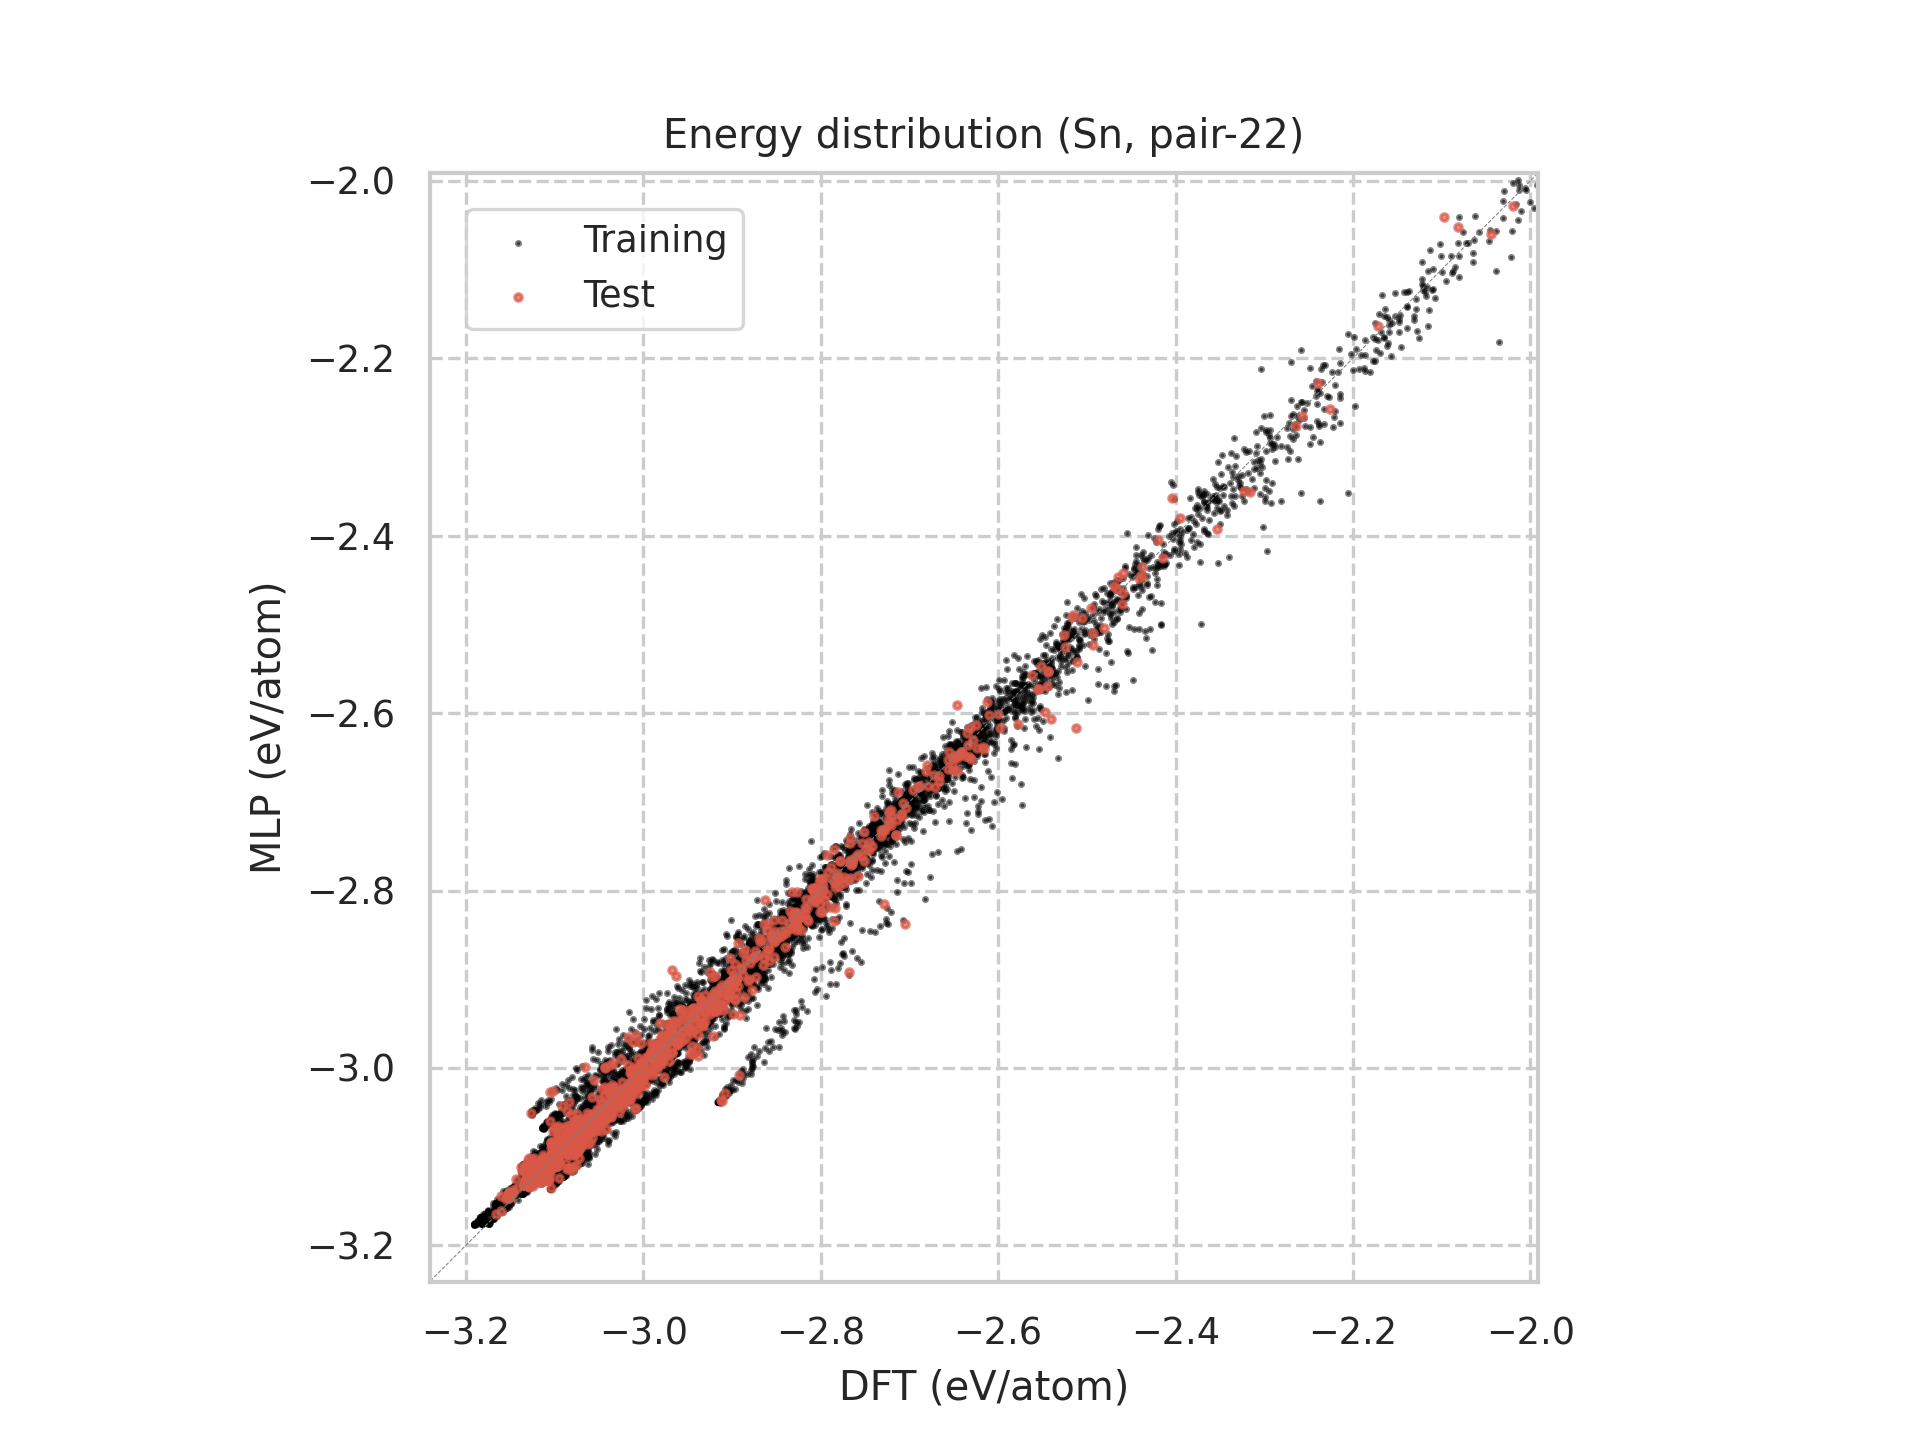 Energy distribution (Sn, pair-22)
−2.0
−2.2
−2.4
−2.6
−2.8
−3.0
−3.2
MLP (eV/atom)
Training
Test
−3.2 −3.0 −2.8 −2.6 −2.4 −2.2 −2.0
DFT (eV/atom)